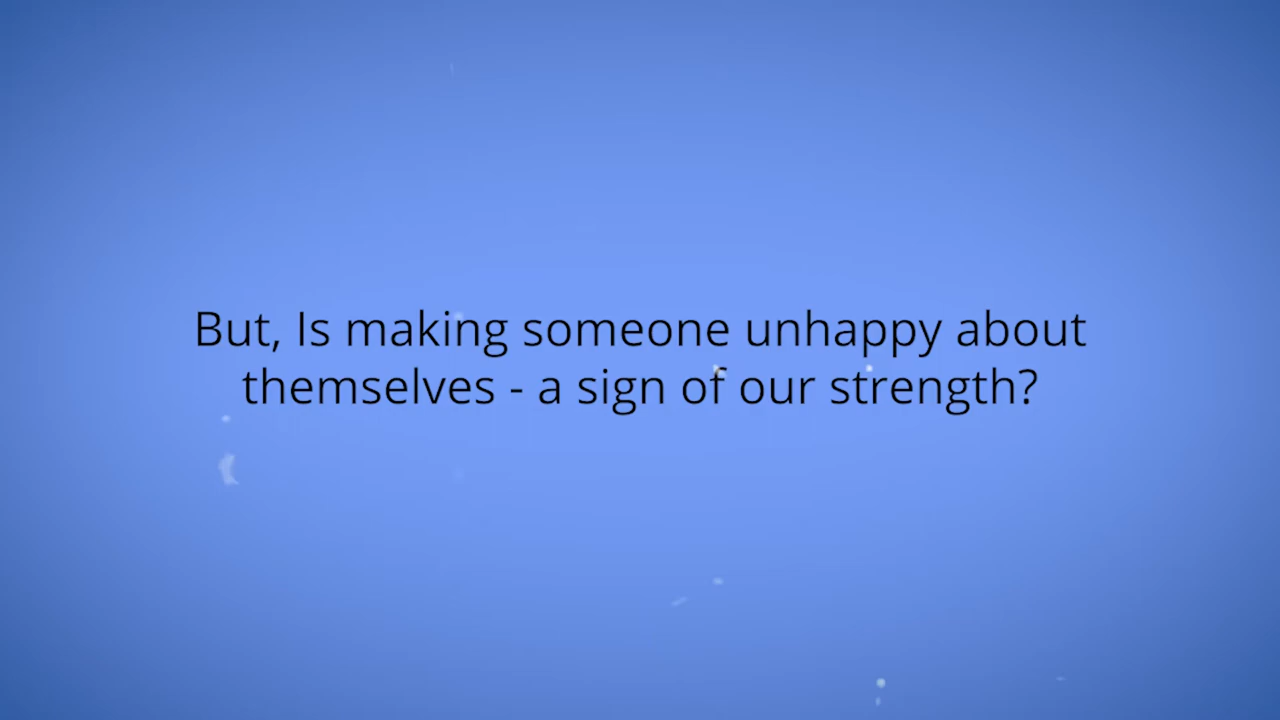 But, Is making someone unhappy about
themselves - a sign of our strength?